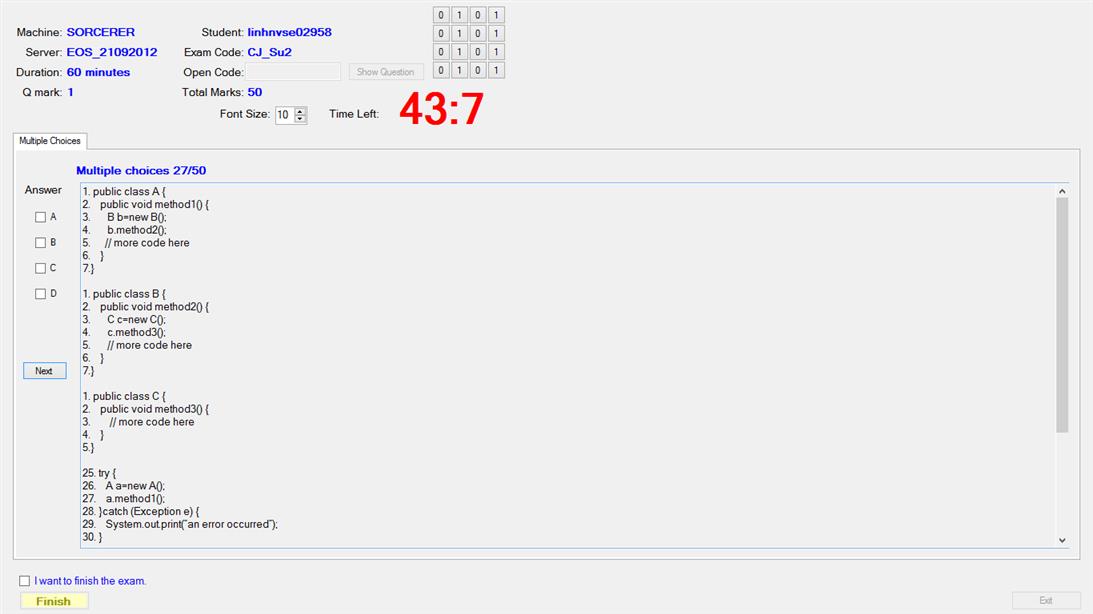 0 1 0 1
Machine: SORCERER Student: linhnvse02958 0 1 0 1
Server: EOS_21092012 Exam Code: CJ_Su2 0 1 0 1
Duration: 60 minutes Open Code: Show Question 0 1 0 1
Q mark: 1 Total Marks: 50
Font Size: 10 Time Left: 43:7
Multiple Choices
Multiple choices 27/50
Answer
A
B
C
D
Next
1. public class A {
2. public void method1() {
3. B b=new B();
4. b.method2();
5. // more code here
6. }
7.}
1. public class B {
2. public void method2() {
3. C c=new C();
4. c.method3();
5. // more code here
6. }
7.}
1. public class C {
2. public void method3() {
3. // more code here
4. }
5.}
25. try {
26. A a=new A();
27. a.method1();
28. }catch (Exception e) {
29. System.out.print("an error occurred");
30. }
I want to finish the exam.
Finish Exit